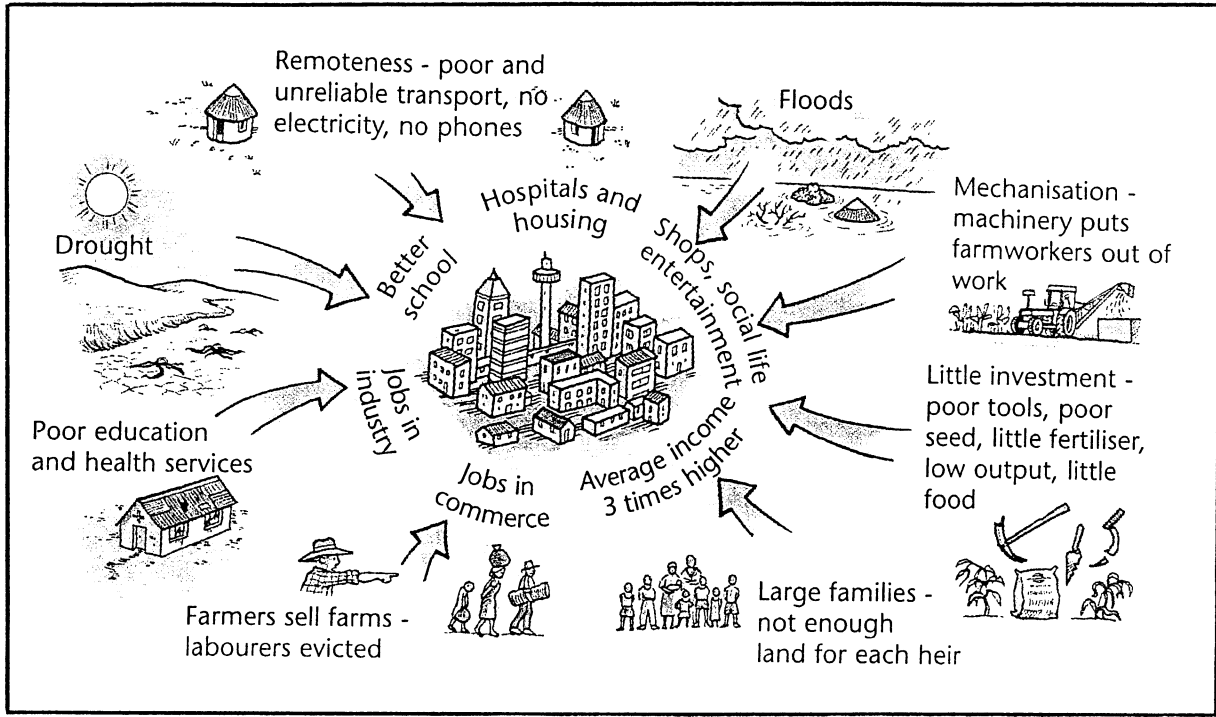 Remoteness - poor and
unreliable transport, no
electricity, no phones
Floods
Drought
Hospitals and
housing
Better
school
Shops, social life
entertainment
Mechanisation -
machinery puts
farmworkers out of
work
Jobs in
industry
Poor education
and health services
Little investment -
poor tools, poor
seed, little fertiliser,
low output, little
food
Jobs in
commerce
Average income
3 times higher
Farmers sell farms -
labourers evicted
Large families -
not enough
land for each heir